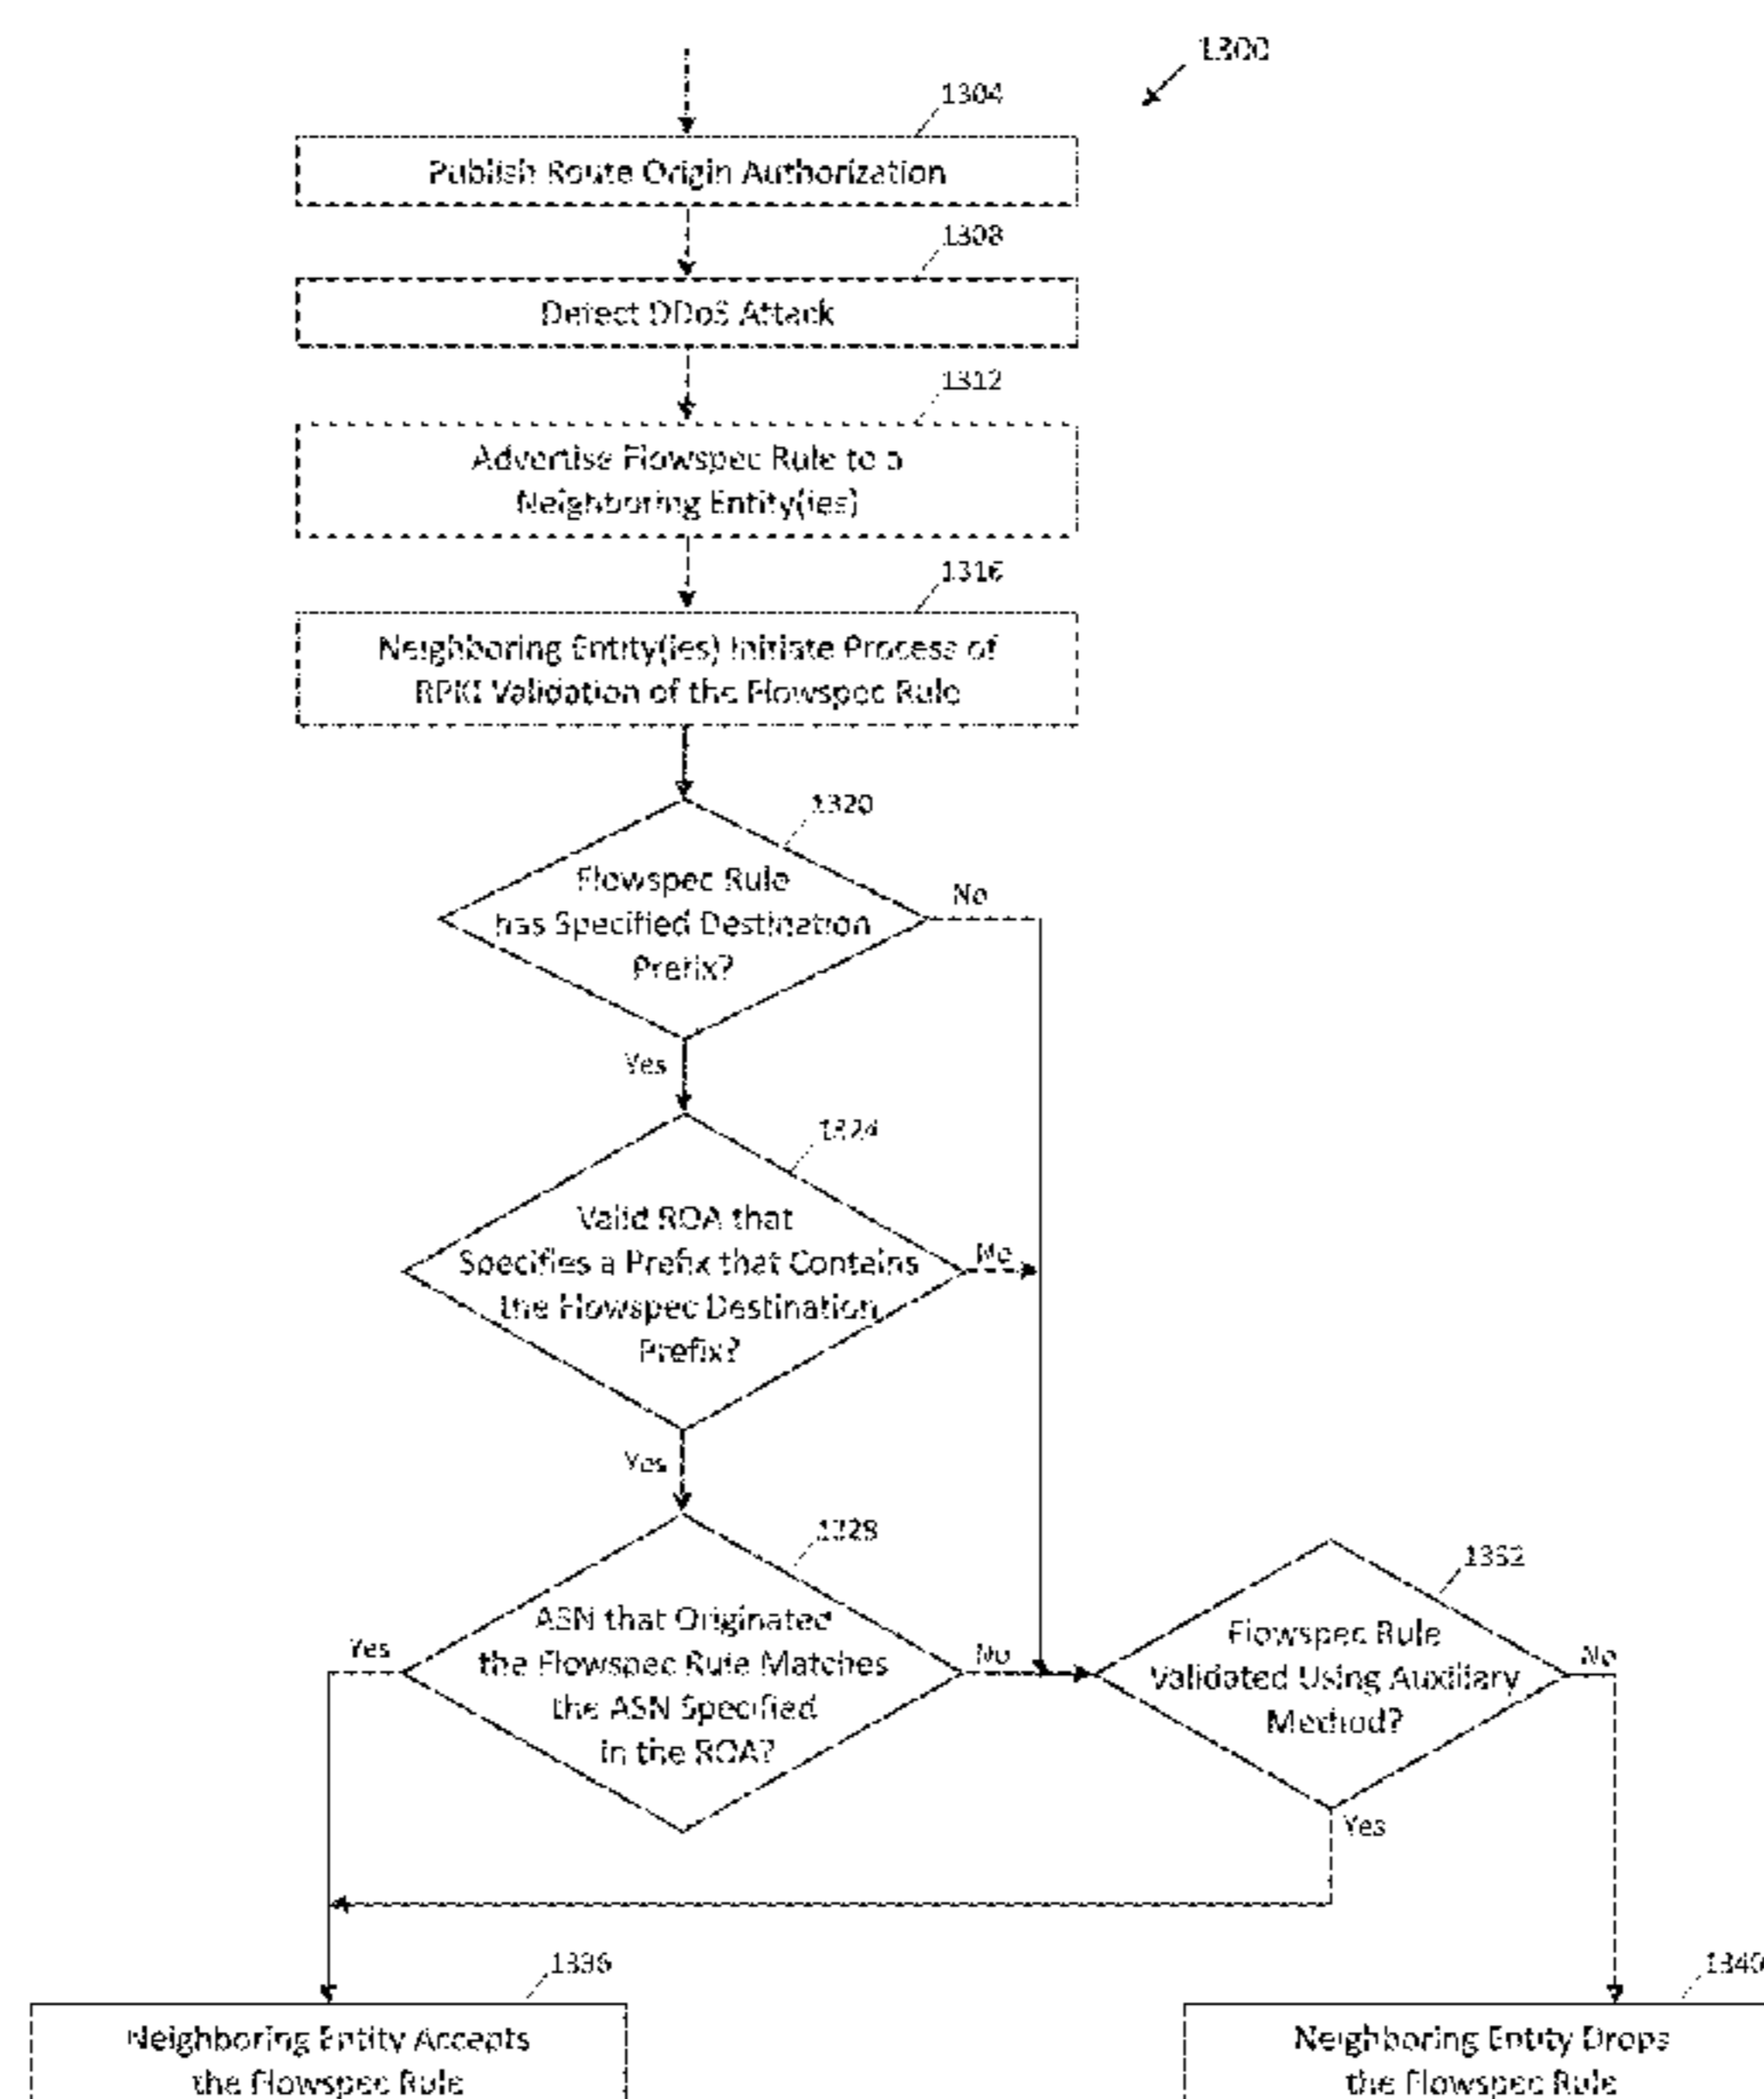 1300
1304
Publish Route Origin Authorization
1308
Detect DDoS Attack
1312
Advertise Flowspec Rule to a
Neighboring Entity(ies)
1316
Neighboring Entity(ies) Initiate Process of
RPKI Validation of the Flowspec Rule
1320
Flowspec Rule
has Specified Destination
Prefix?
No
Yes
1324
Valid ROA that
Specifies a Prefix that Contains
the Flowspec Destination
Prefix?
No
Yes
1328
ASN that Originated
the Flowspec Rule Matches
the ASN Specified
in the ROA?
Yes
No
1332
Flowspec Rule
Validated Using Auxiliary
Method?
No
Yes
1336
Neighboring Entity Accepts
the Flowspec Rule
1340
Neighboring Entity Drops
the Flowspec Rule